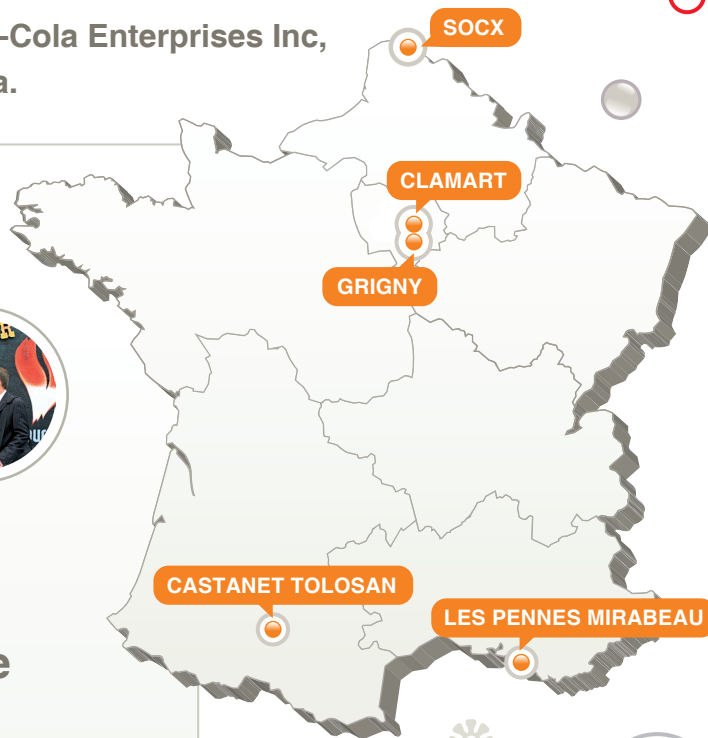 -Cola Enterprises Inc,
a.
SOCX
CLAMART
GRIGNY
CASTANET TOLOSAN
LES PENNES MIRABEAU
e